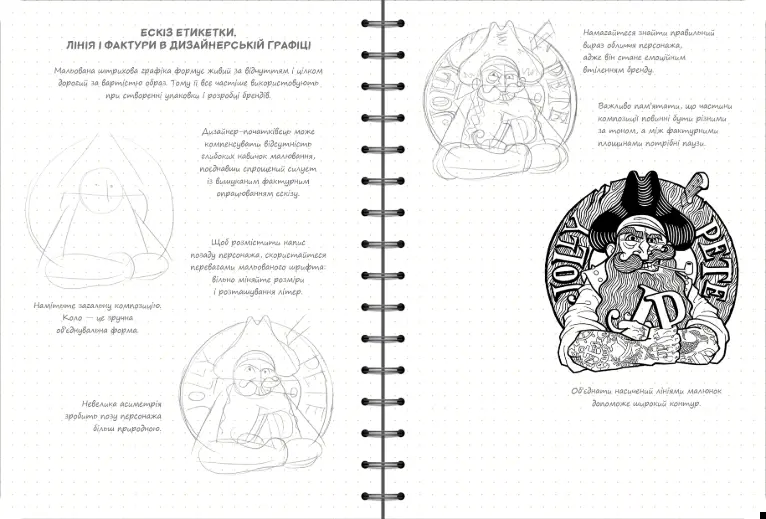 ЕСКІЗ ЕТИКЕТКИ,
ЛІНІЯ І ФАКТУРИ В ДИЗАЙНЕРСЬКІЙ ГРАФІЦІ
Мальована штрихова графіка формує живий за відчуттям і цілком
дорогий за вартістю образ. Тому її все частіше використовують
при створенні упаковки і розробці брендів.
Дизайнер-початківець може
компенсувати відсутність
глибоких навичок малювання,
поєднавши спрощений силует
із вишуканим фактурним
опрацюванням ескізу.
Щоб розмістити напис
позаду персонажа, скористайтеся
перевагами мальованого шрифта:
вільно міняйте розміри
і розташування літер.
Намітьте загальну композицію.
Коло — це зручна
об'єднувальна форма.
Невелика асиметрія
зробить позу персонажа
більш природною.
JOLLY PETE
Намагайтеся знайти правильний
вираз обличчя персонажа,
адже він стане емоційним
втіленням бренду.
Важливо пам'ятати, що частини
композиції повинні бути різними
за тоном, а між фактурними
площинами потрібні паузи.
JOLLY PETE
JD
Об'єднати насичений лініями малюнок
допоможе широкий контур.